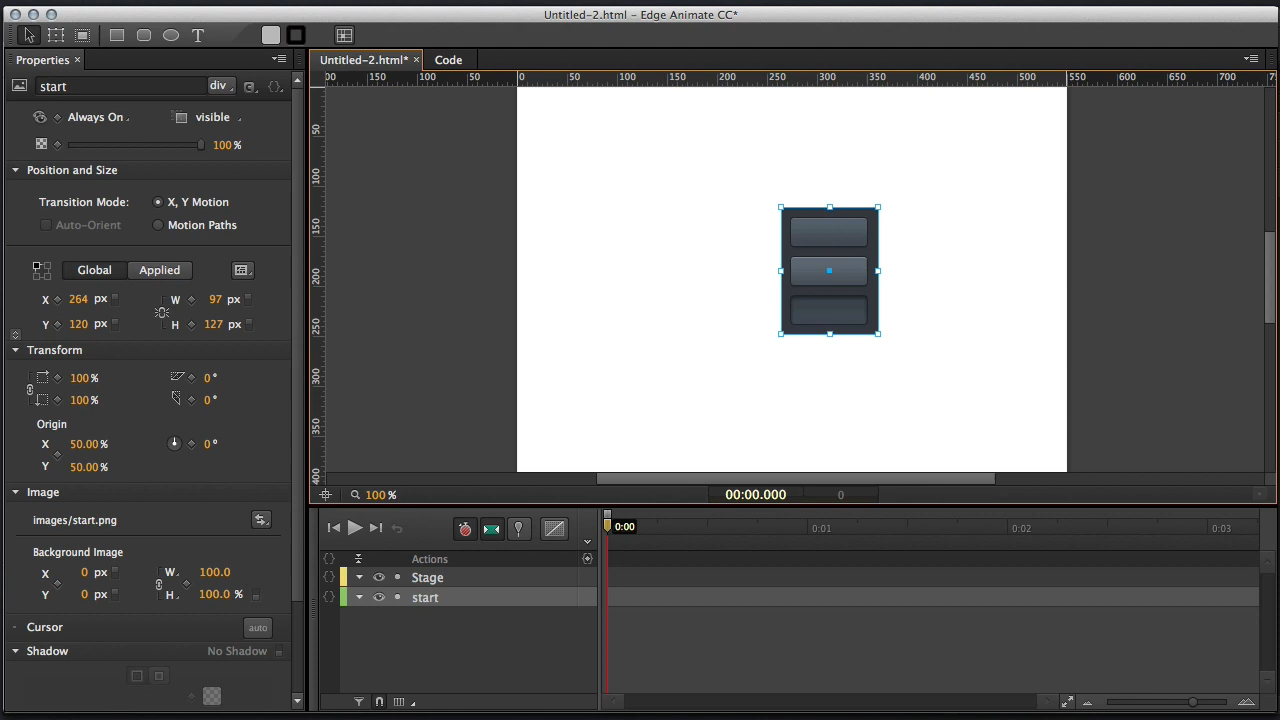 Untitled-2.html - Edge Animate CC*
T
Properties ×
Untitled-2.html* ×
Code
00 150 100 50 0 50 100 150 200 250 300 350 400 450 500 550 600 650 700
start
div
C
{}
Always On
visible
100 %
Position and Size
Transition Mode:
X, Y Motion
Auto-Orient
Motion Paths
Global
Applied
X 264 px
W 97 px
Y 120 px
H 127 px
Transform
100 %
0 °
100 %
0 °
Origin
X 50.00 %
0 °
Y 50.00 %
Image
images/start.png
Background Image
X 0 px
W 100.0
Y 0 px
H 100.0 %
Cursor
auto
Shadow
No Shadow
50
100
150
200
250
300
350
400
100 %
00:00.000
0
0:00
0:01
0:02
0:03
{} Actions
{} Stage
{} start